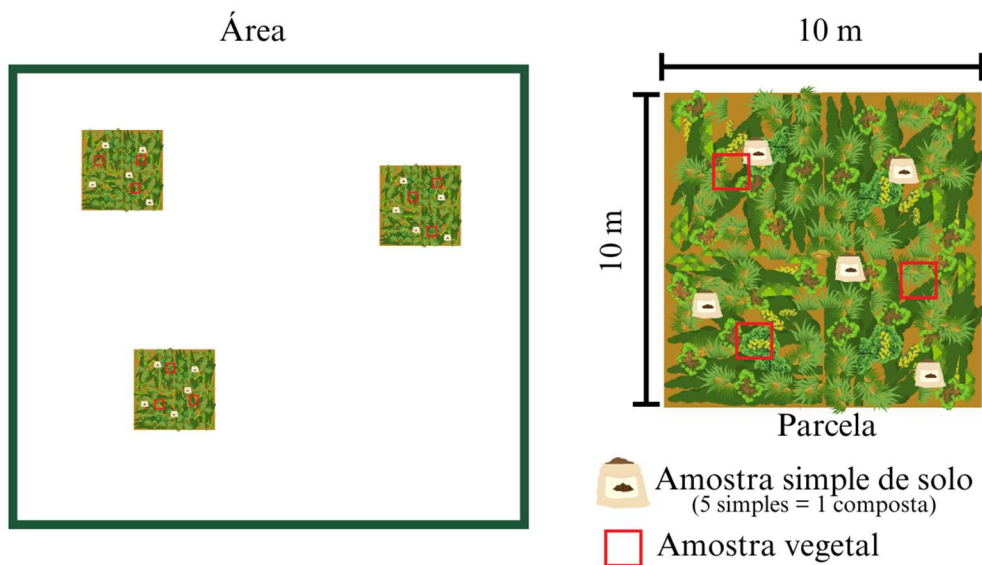 Área
10 m
10 m
Parcela
Amostra simple de solo
(5 simples = 1 composta)
Amostra vegetal